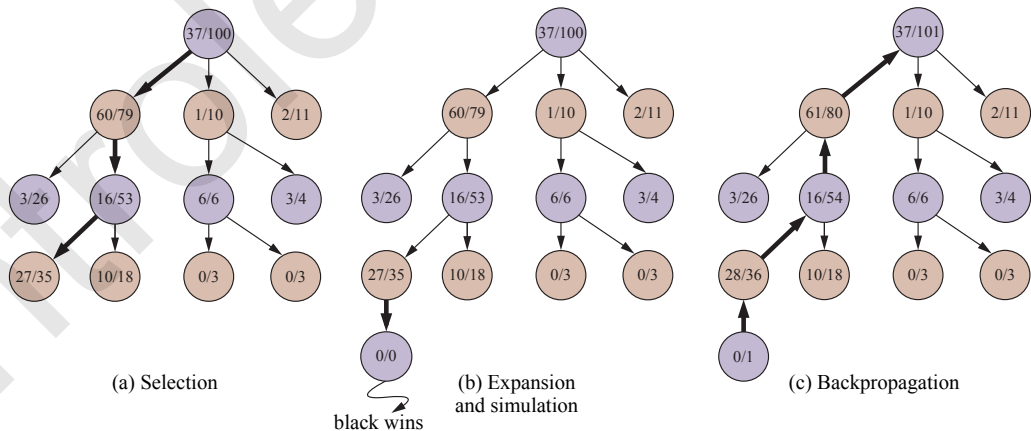 37/100
60/79 1/10 2/11
3/26 16/53 6/6 3/4
27/35 10/18 0/3 0/3
(a) Selection
37/100
60/79 1/10 2/11
3/26 16/53 6/6 3/4
27/35 10/18 0/3 0/3
0/0
black wins
(b) Expansion
and simulation
37/101
61/80 1/10 2/11
3/26 16/54 6/6 3/4
28/36 10/18 0/3 0/3
0/1
(c) Backpropagation